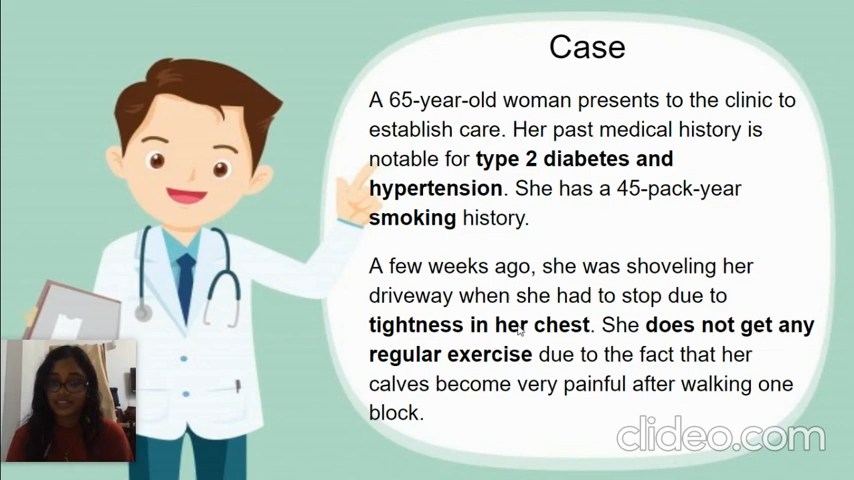 Case
A 65-year-old woman presents to the clinic to
establish care. Her past medical history is
notable for type 2 diabetes and
hypertension. She has a 45-pack-year
smoking history.
A few weeks ago, she was shoveling her
driveway when she had to stop due to
tightness in her chest. She does not get any
regular exercise due to the fact that her
calves become very painful after walking one
block.
clideo.com